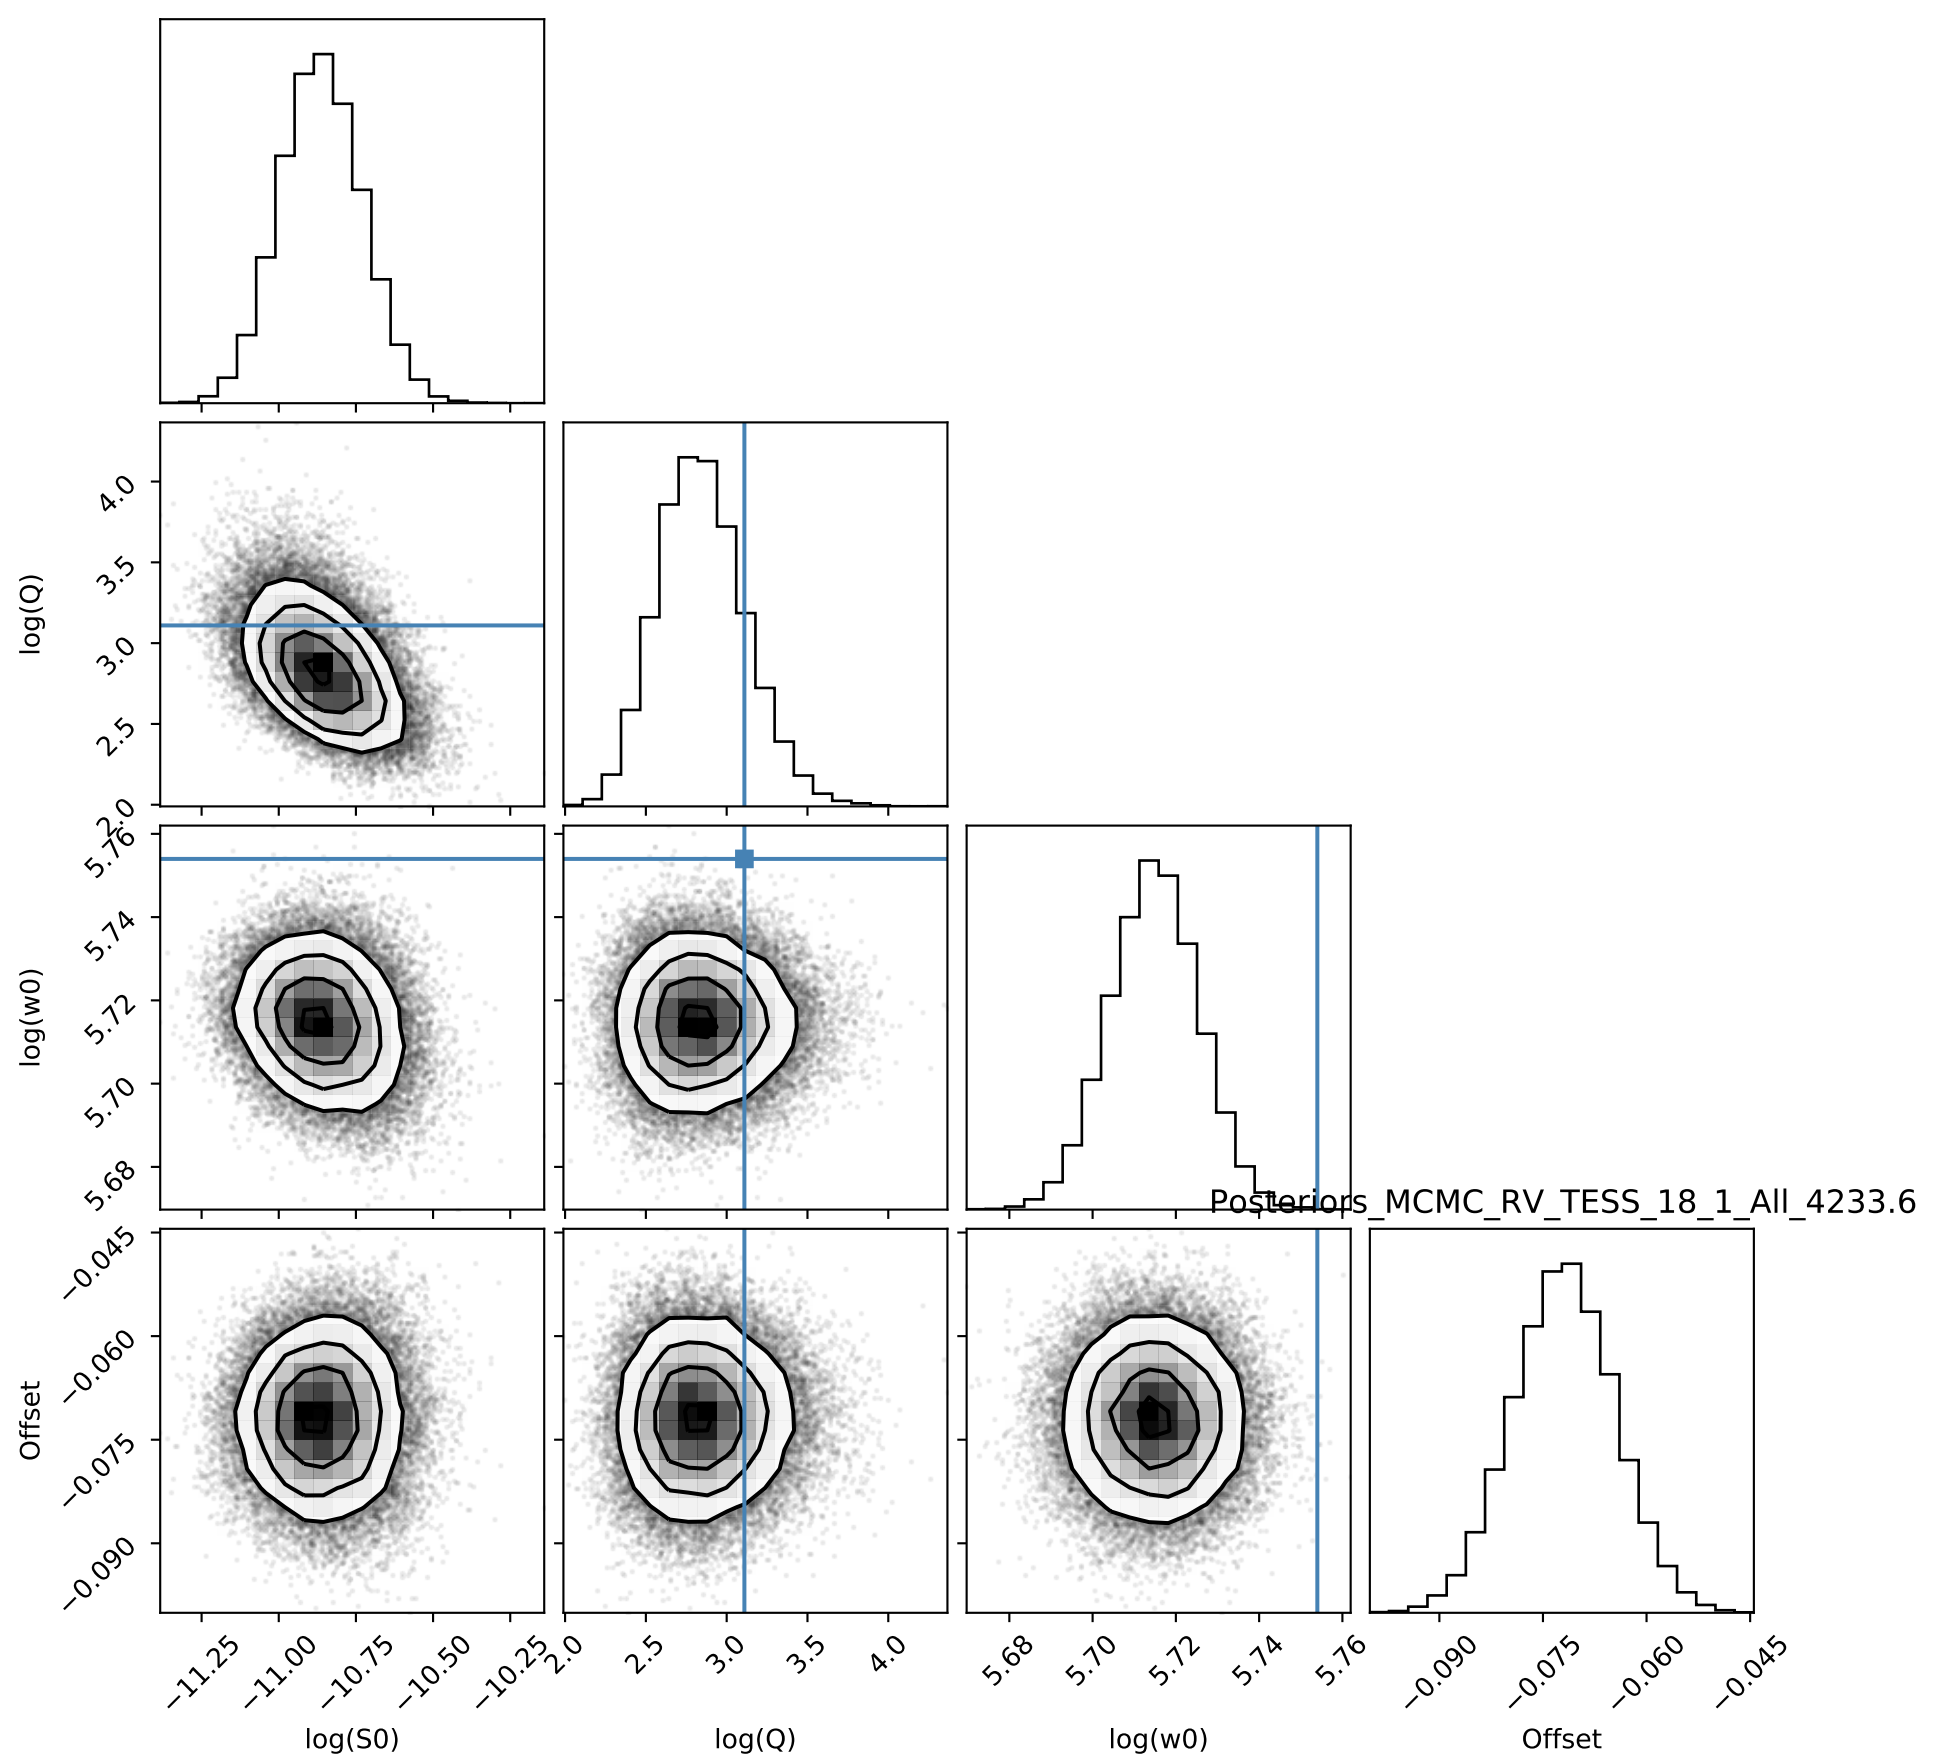 4.0
3.5
3.0
2.5
2.0
log(Q)
5.76
5.74
5.72
5.70
5.68
log(w0)
Posteriors_MCMC_RV_TESS_18_1_All_4233.6
−0.045
−0.060
−0.075
−0.090
Offset
−11.25 −11.00 −10.75 −10.50 −10.25 2.0 2.5 3.0 3.5 4.0 5.68 5.70 5.72 5.74 5.76 −0.090 −0.075 −0.060 −0.045
log(S0) log(Q) log(w0) Offset